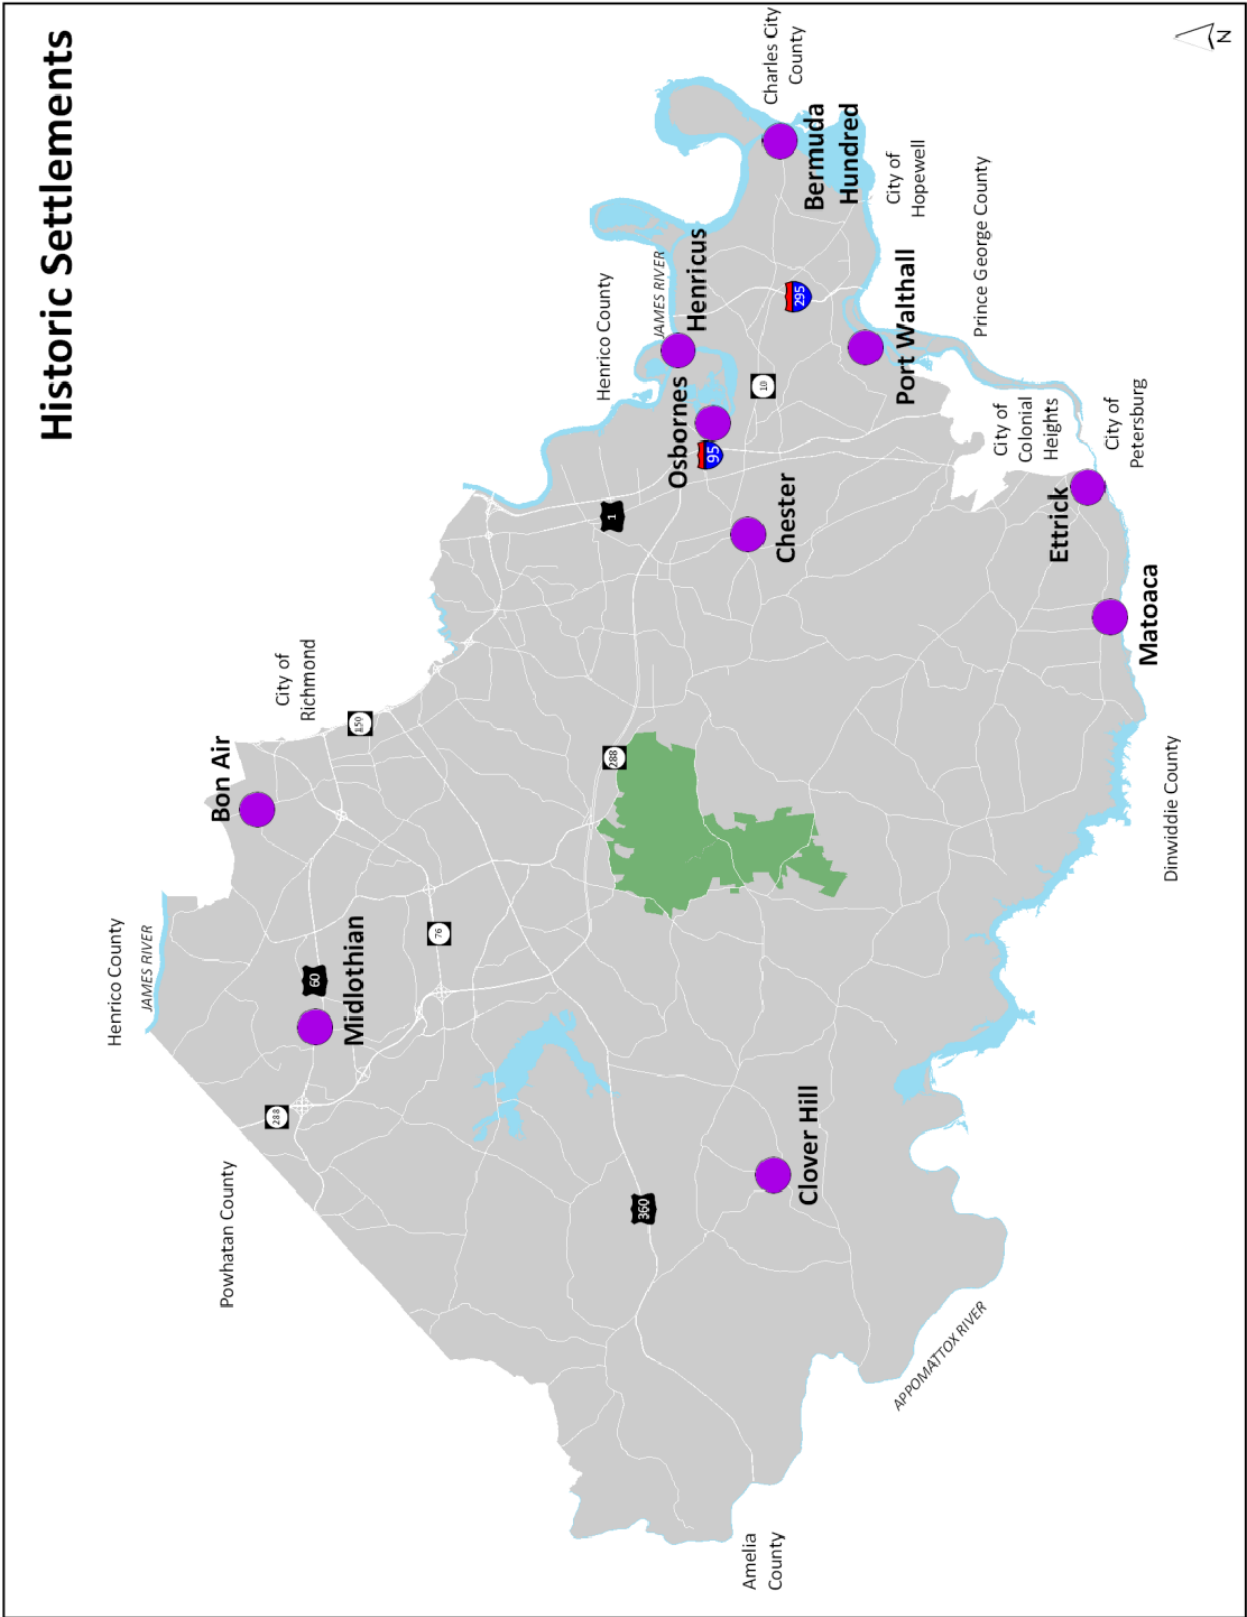 Historic Settlements
Henrico County
JAMES RIVER
Powhatan County
288
60
Midlothian
Bon Air
City of
Richmond
150
76
288
360
Clover Hill
Amelia
County
APPOMATTOX RIVER
Dinwiddie County
1
Henrico County
JAMES RIVER
Henricus
Osbornes
95
10
295
Chester
Charles City
County
Bermuda
Hundred
City of
Hopewell
Port Walthall
Prince George County
City of
Colonial
Heights
City of
Petersburg
Ettrick
Matoaca
N